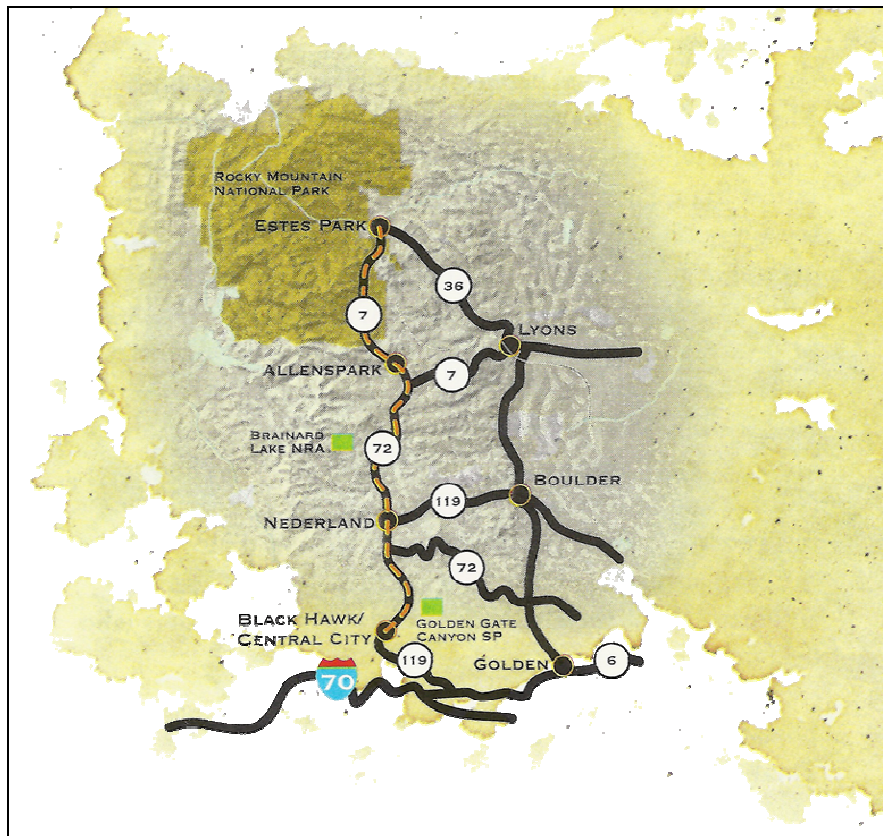 ROCKY MOUNTAIN
NATIONAL PARK
ESTES PARK
36
7
LYONS
ALLENSPARK
7
BRAINARD
LAKE NRA
72
BOULDER
119
NEDERLAND
72
BLACK HAWK/
CENTRAL CITY
GOLDEN GATE
CANYON SP
119
GOLDEN
6
70